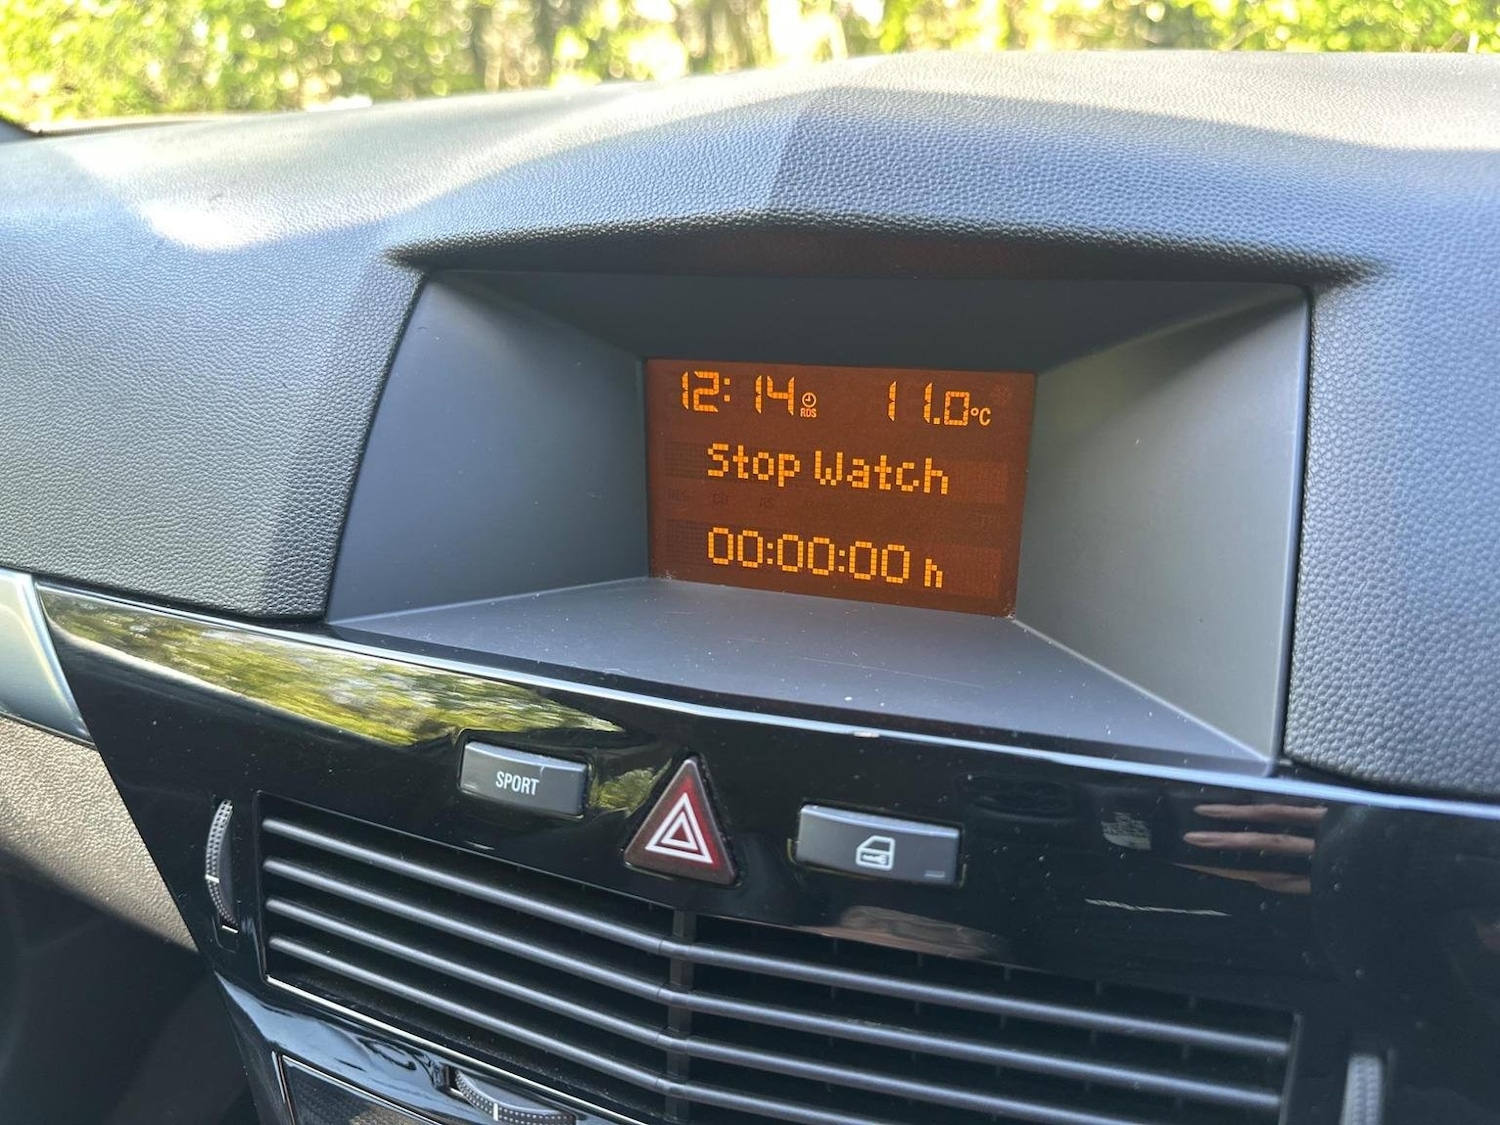 12:14 RDS 11.0°C
Stop Watch
00:00:00 h
SPORT